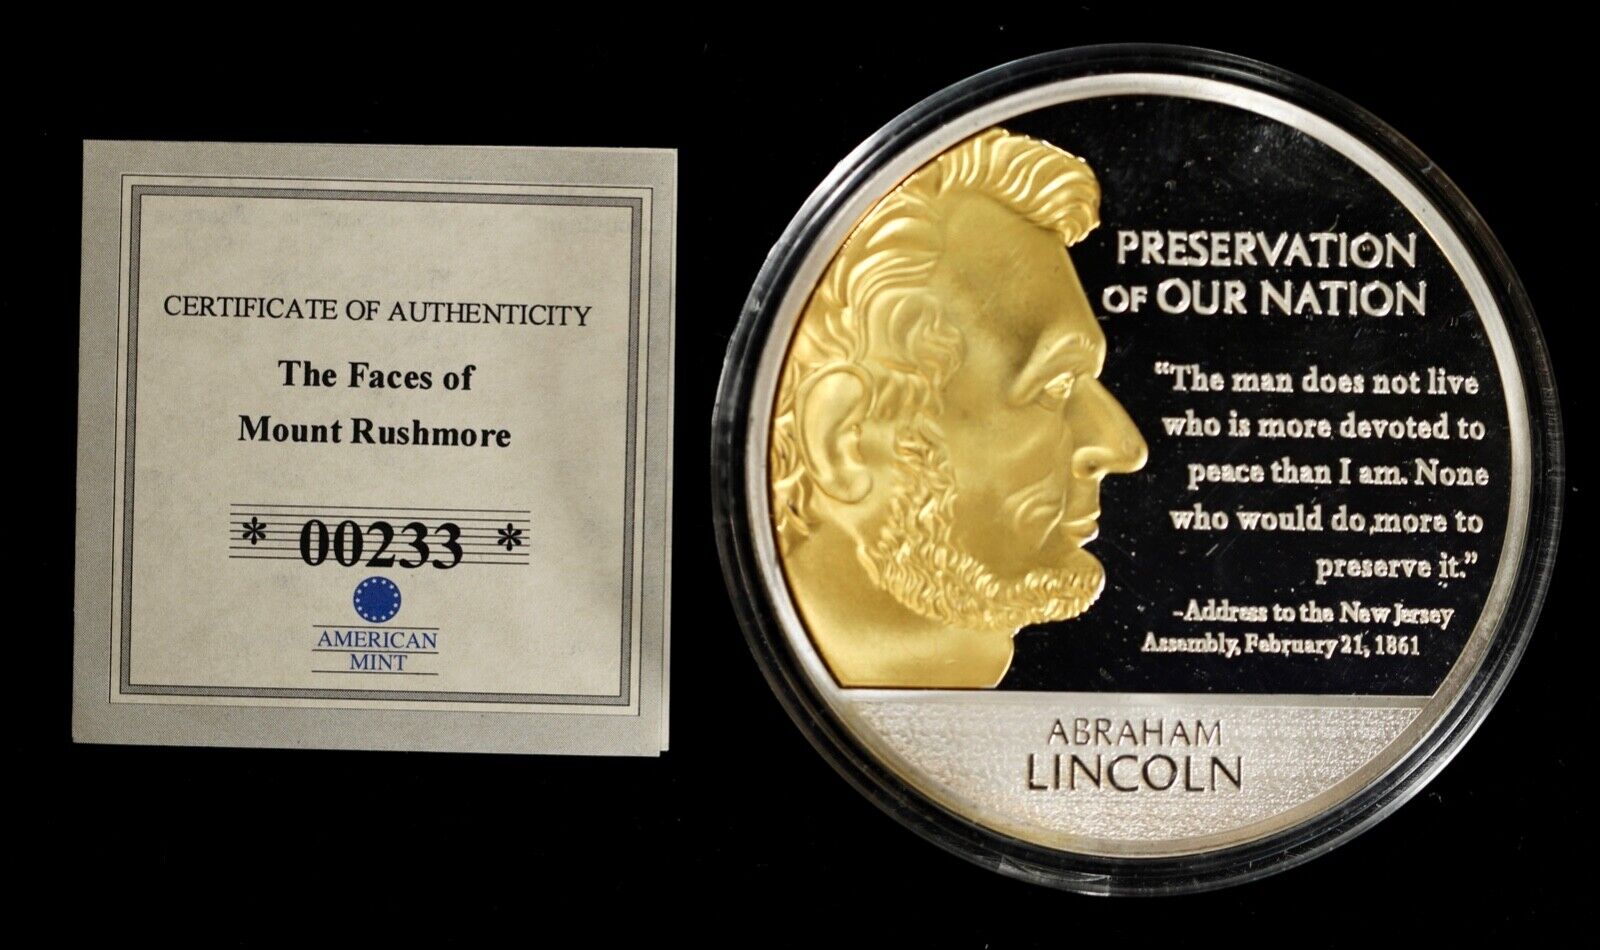 CERTIFICATE OF AUTHENTICITY
The Faces of
Mount Rushmore
* 00233 *
AMERICAN
MINT
PRESERVATION
OF OUR NATION
“The man does not live
who is more devoted to
peace than I am. None
who would do more to
preserve it.”
-Address to the New Jersey
Assembly, February 21, 1861
ABRAHAM
LINCOLN